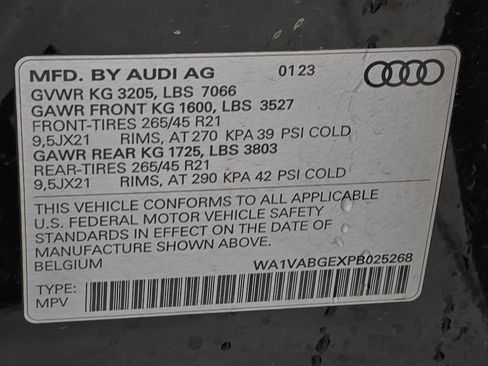 MFD. BY AUDI AG 0123
GVWR KG 3205, LBS 7066
GAWR FRONT KG 1600, LBS 3527
FRONT-TIRES 265/45 R21
9,5JX21 RIMS, AT 270 KPA 39 PSI COLD
GAWR REAR KG 1725, LBS 3803
REAR-TIRES 265/45 R21
9,5JX21 RIMS, AT 290 KPA 42 PSI COLD
THIS VEHICLE CONFORMS TO ALL APPLICABLE
U.S. FEDERAL MOTOR VEHICLE SAFETY
STANDARDS IN EFFECT ON THE DATE OF
MANUFACTURE SHOWN ABOVE.
BELGIUM WA1VABGEXPB025268
TYPE:
MPV